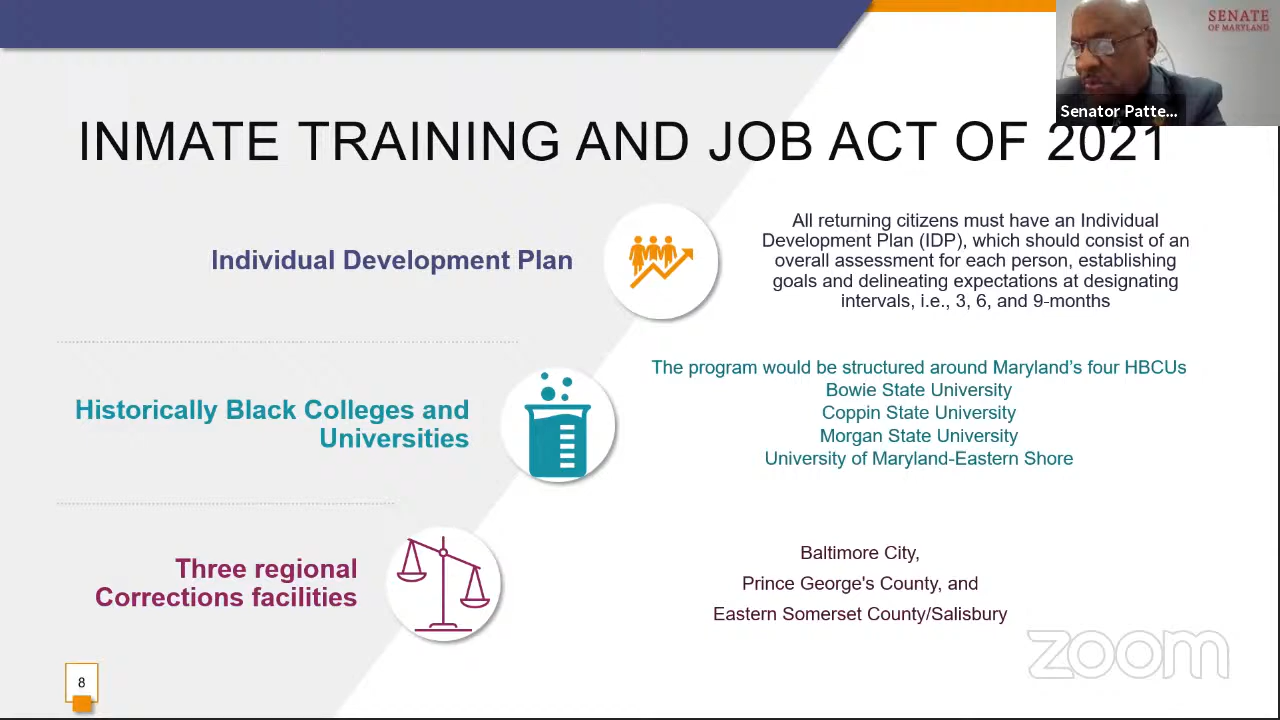 SENATE
OF MARYLAND
Senator Patte...
INMATE TRAINING AND JOB ACT OF 2021
Individual Development Plan
All returning citizens must have an Individual
Development Plan (IDP), which should consist of an
overall assessment for each person, establishing
goals and delineating expectations at designating
intervals, i.e., 3, 6, and 9-months
Historically Black Colleges and
Universities
The program would be structured around Maryland’s four HBCUs
Bowie State University
Coppin State University
Morgan State University
University of Maryland-Eastern Shore
Three regional
Corrections facilities
Baltimore City,
Prince George's County, and
Eastern Somerset County/Salisbury
zoom
8